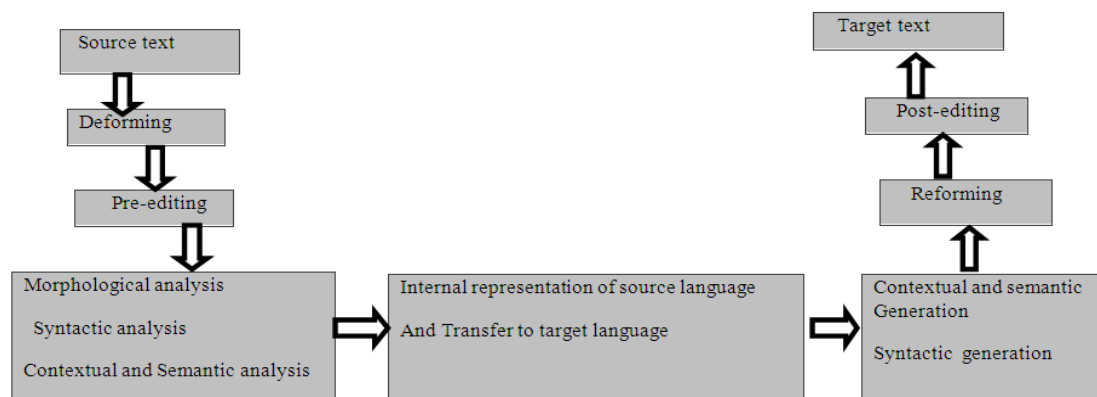 Source text
Deforming
Pre-editing
Morphological analysis
Syntactic analysis
Contextual and Semantic analysis
Internal representation of source language
And Transfer to target language
Contextual and semantic
Generation
Syntactic generation
Reforming
Post-editing
Target text